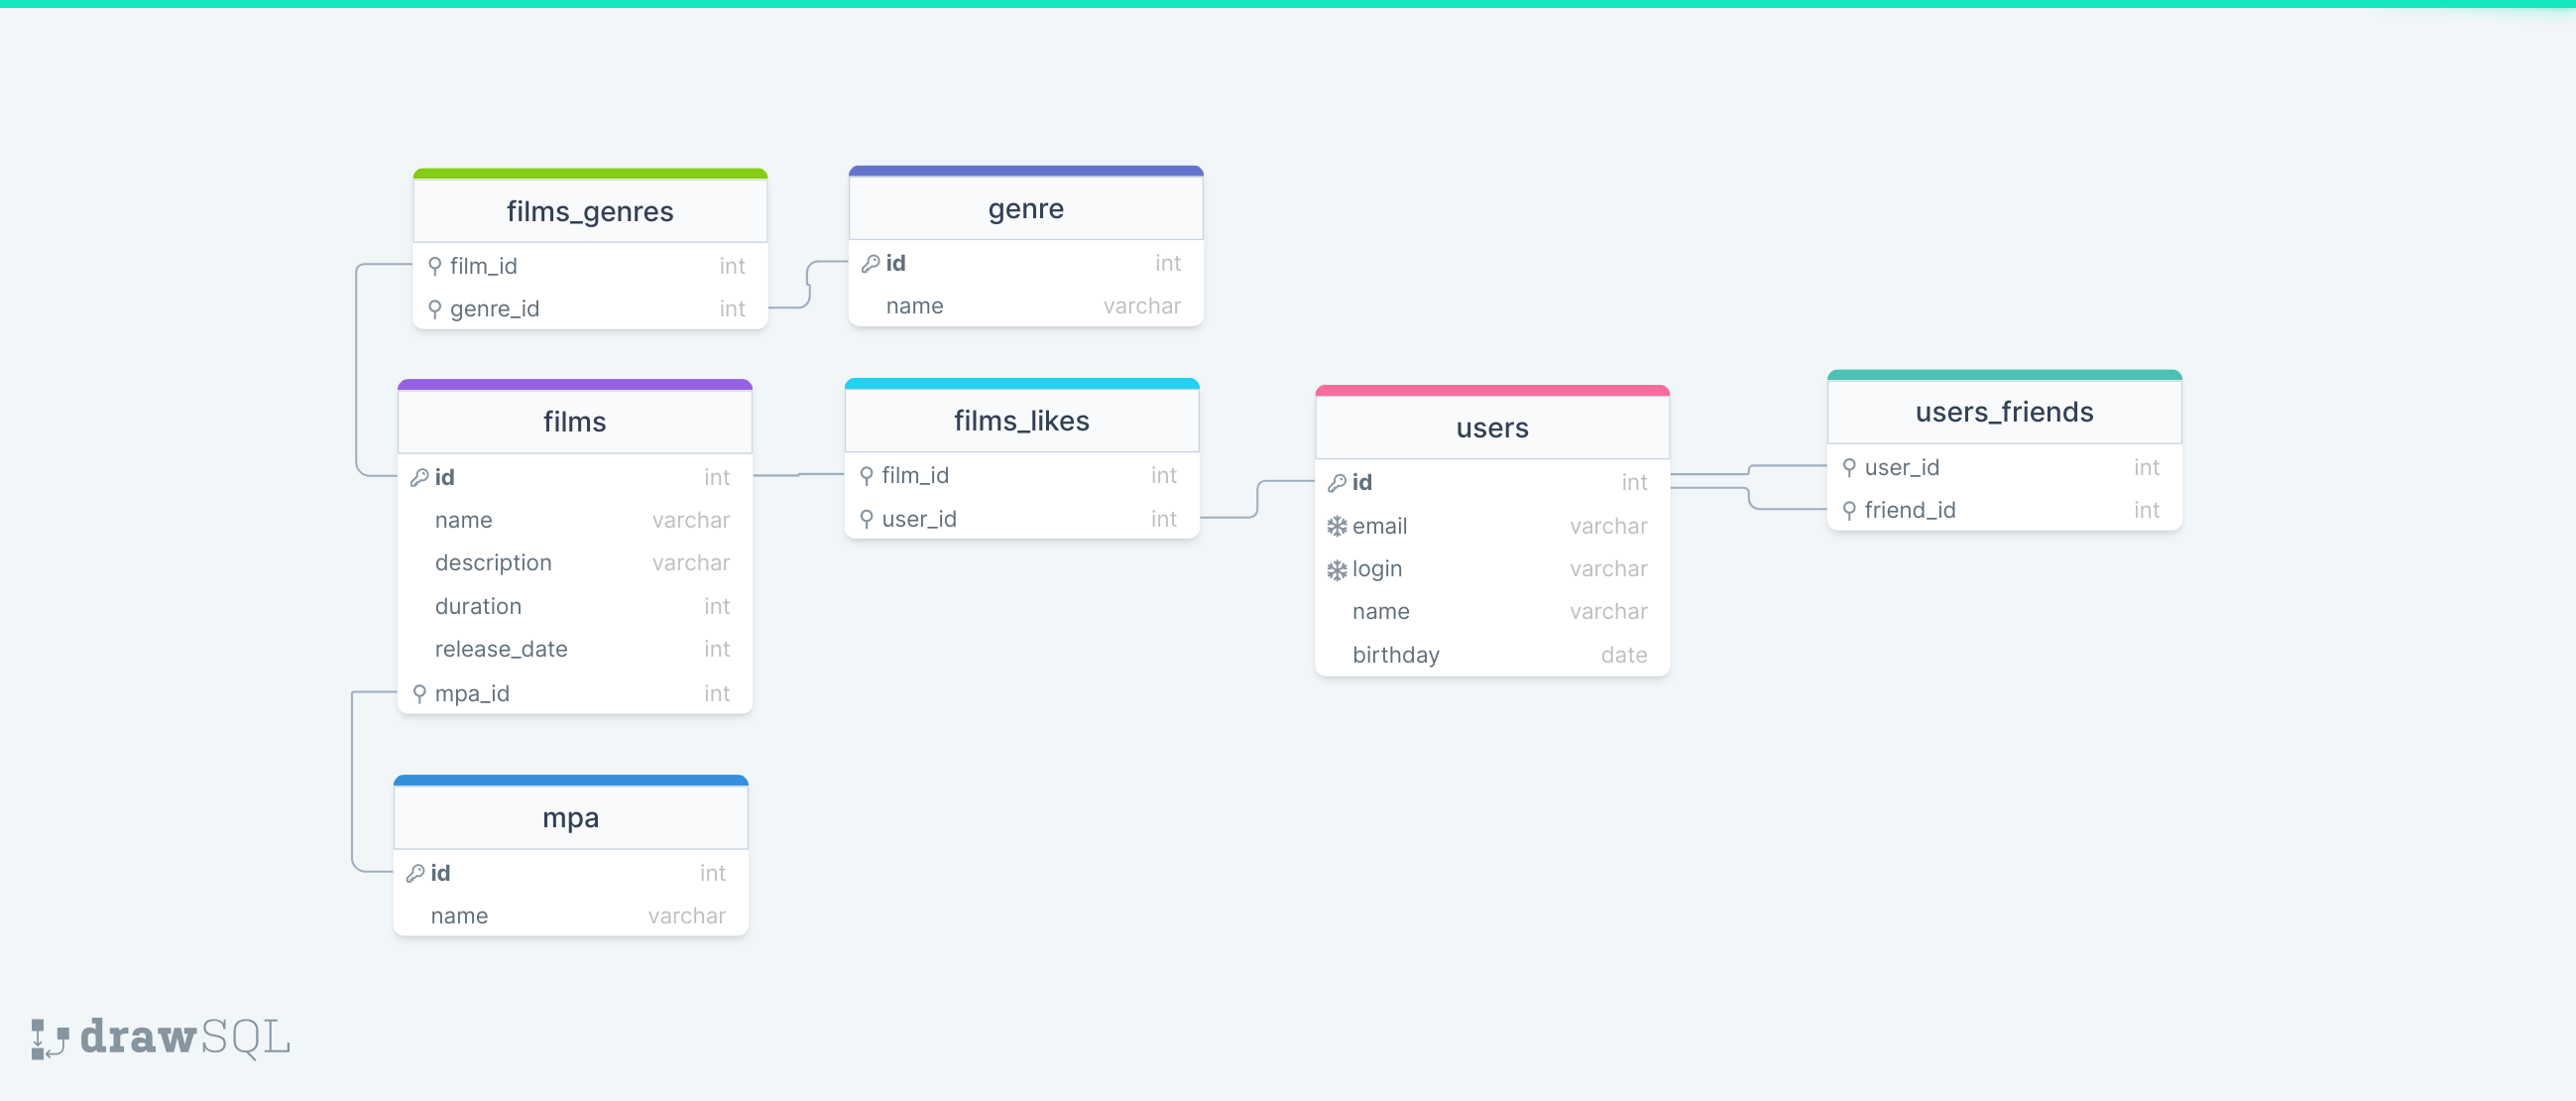 films_genres
film_id int
genre_id int
genre
id int
name varchar
films
id int
name varchar
description varchar
duration int
release_date int
mpa_id int
films_likes
film_id int
user_id int
users
id int
email varchar
login varchar
name varchar
birthday date
users_friends
user_id int
friend_id int
mpa
id int
name varchar
drawSQL